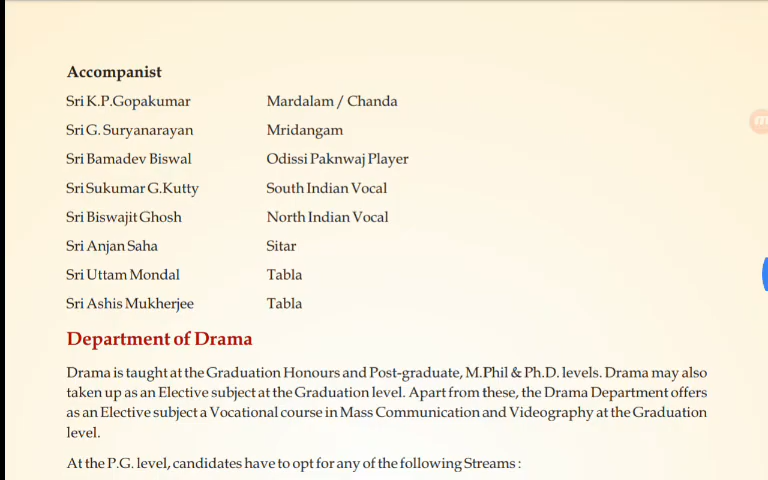 Accompanist
Sri K.P.Gopakumar Mardalam / Chanda
Sri G. Suryanarayan Mridangam
Sri Bamadev Biswal Odissi Paknwaj Player
Sri Sukumar G.Kutty South Indian Vocal
Sri Biswajit Ghosh North Indian Vocal
Sri Anjan Saha Sitar
Sri Uttam Mondal Tabla
Sri Ashis Mukherjee Tabla
Department of Drama
Drama is taught at the Graduation Honours and Post-graduate, M.Phil & Ph.D. levels. Drama may also
taken up as an Elective subject at the Graduation level. Apart from these, the Drama Department offers
as an Elective subject a Vocational course in Mass Communication and Videography at the Graduation
level.
At the P.G. level, candidates have to opt for any of the following Streams :